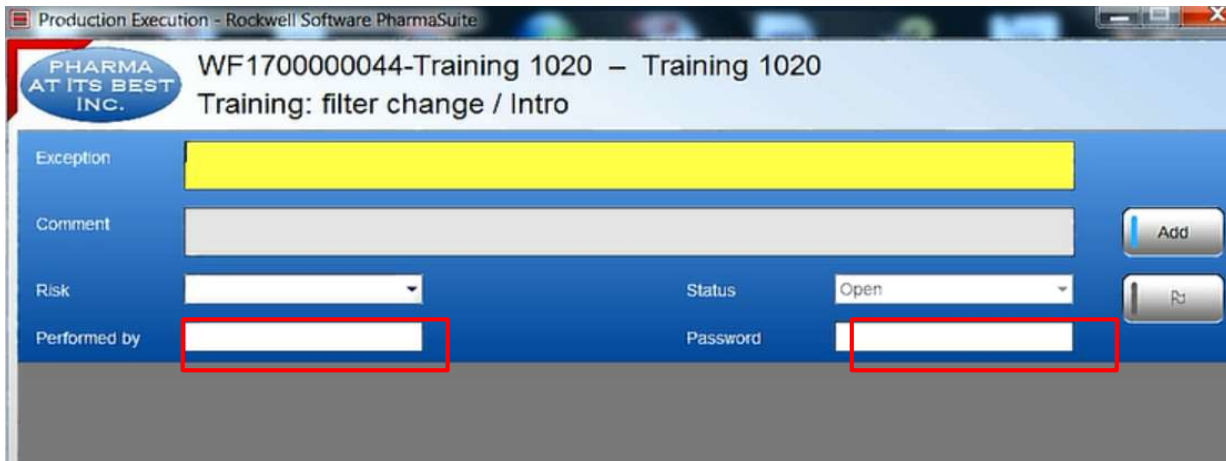 Production Execution - Rockwell Software PharmaSuite
PHARMA
AT ITS BEST
INC.
WF1700000044-Training 1020 – Training 1020
Training: filter change / Intro
Exception
Comment
Add
Risk
Status
Open
Performed by
Password